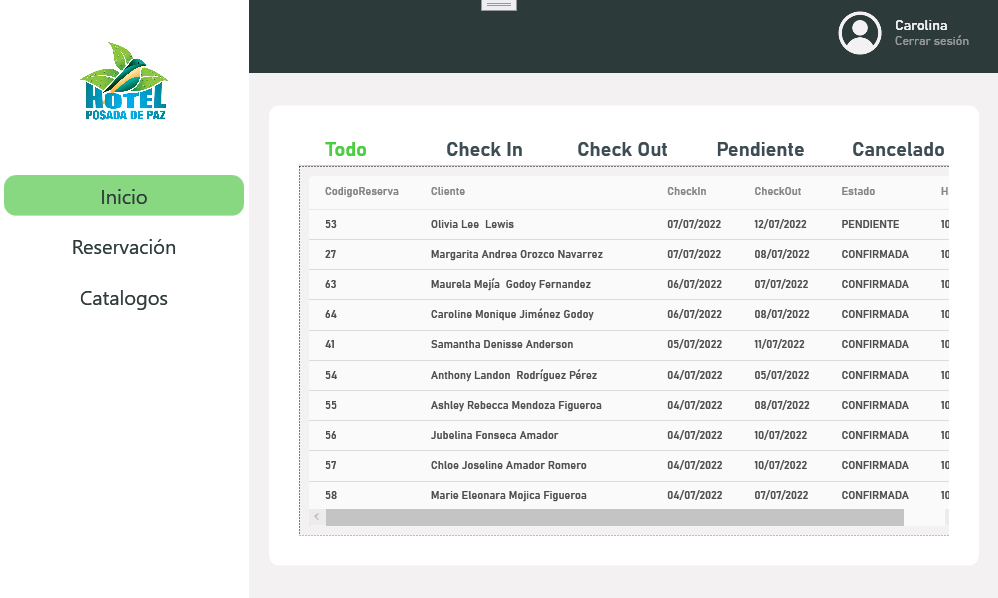 HOTEL
POSADA DE PAZ
Carolina
Cerrar sesión
Inicio
Reservación
Catalogos
Todo Check In Check Out Pendiente Cancelado
CodigoReserva Cliente CheckIn CheckOut Estado H
53 Olivia Lee  Lewis 07/07/2022 12/07/2022 PENDIENTE 10
27 Margarita Andrea Orozco Navarrez 07/07/2022 08/07/2022 CONFIRMADA 10
63 Maurela Mejía  Godoy Fernandez 06/07/2022 07/07/2022 CONFIRMADA 10
64 Caroline Monique Jiménez Godoy 06/07/2022 08/07/2022 CONFIRMADA 10
41 Samantha Denisse Anderson 05/07/2022 11/07/2022 CONFIRMADA 10
54 Anthony Landon  Rodríguez Pérez 04/07/2022 05/07/2022 CONFIRMADA 10
55 Ashley Rebecca Mendoza Figueroa 04/07/2022 08/07/2022 CONFIRMADA 10
56 Jubelina Fonseca Amador 04/07/2022 10/07/2022 CONFIRMADA 10
57 Chloe Joseline Amador Romero 04/07/2022 10/07/2022 CONFIRMADA 10
58 Marie Eleonara Mojica Figueroa 04/07/2022 07/07/2022 CONFIRMADA 10